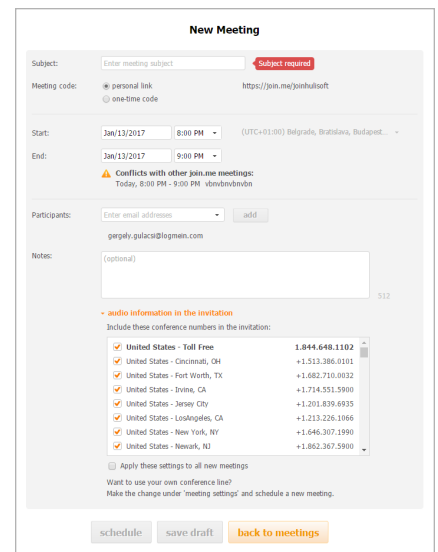 New Meeting
Subject: Enter meeting subject Subject required
Meeting code: personal link https://join.me/joinhulisoft
one-time code
Start: Jan/13/2017 8:00 PM (UTC+01:00) Belgrade, Bratislava, Budapest...
End: Jan/13/2017 9:00 PM
Conflicts with other join.me meetings:
Today, 8:00 PM - 9:00 PM vbnvbnvbnvbn
Participants: Enter email addresses add
gergely.gulacsi@logmein.com
Notes: (optional)
512
- audio information in the invitation
Include these conference numbers in the invitation:
United States - Toll Free 1.844.648.1102
United States - Cincinnati, OH +1.513.386.0101
United States - Fort Worth, TX +1.682.710.0032
United States - Irvine, CA +1.714.551.5900
United States - Jersey City +1.201.839.6935
United States - LosAngeles, CA +1.213.226.1066
United States - New York, NY +1.646.307.1990
United States - Newark, NJ +1.862.367.5900
Apply these settings to all new meetings
Want to use your own conference line?
Make the change under 'meeting settings' and schedule a new meeting.
schedule save draft back to meetings